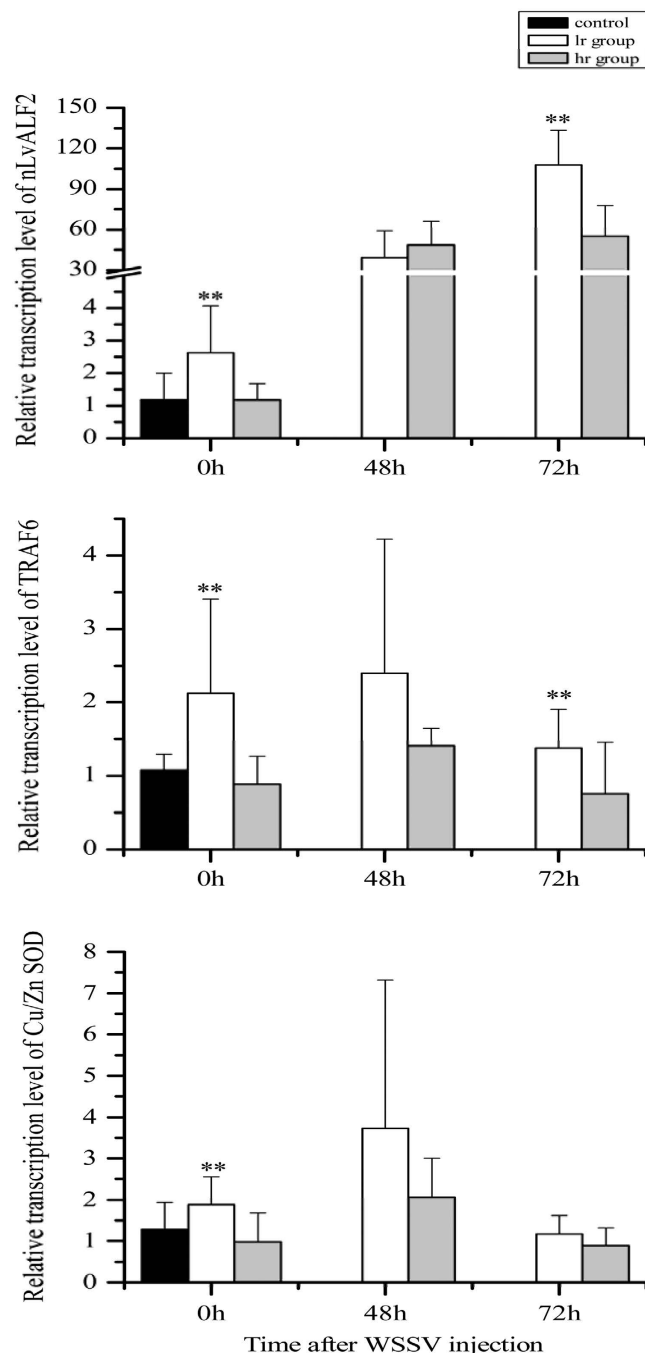 control
lr group
hr group
Relative transcription level of nLvALF2
150
120
90
60
30
4
3
2
1
0
**
**
0h 48h 72h
Relative transcription level of TRAF6
4
3
2
1
0
**
**
0h 48h 72h
Relative transcription level of Cu/Zn SOD
8
7
6
5
4
3
2
1
0
**
0h 48h 72h
Time after WSSV injection